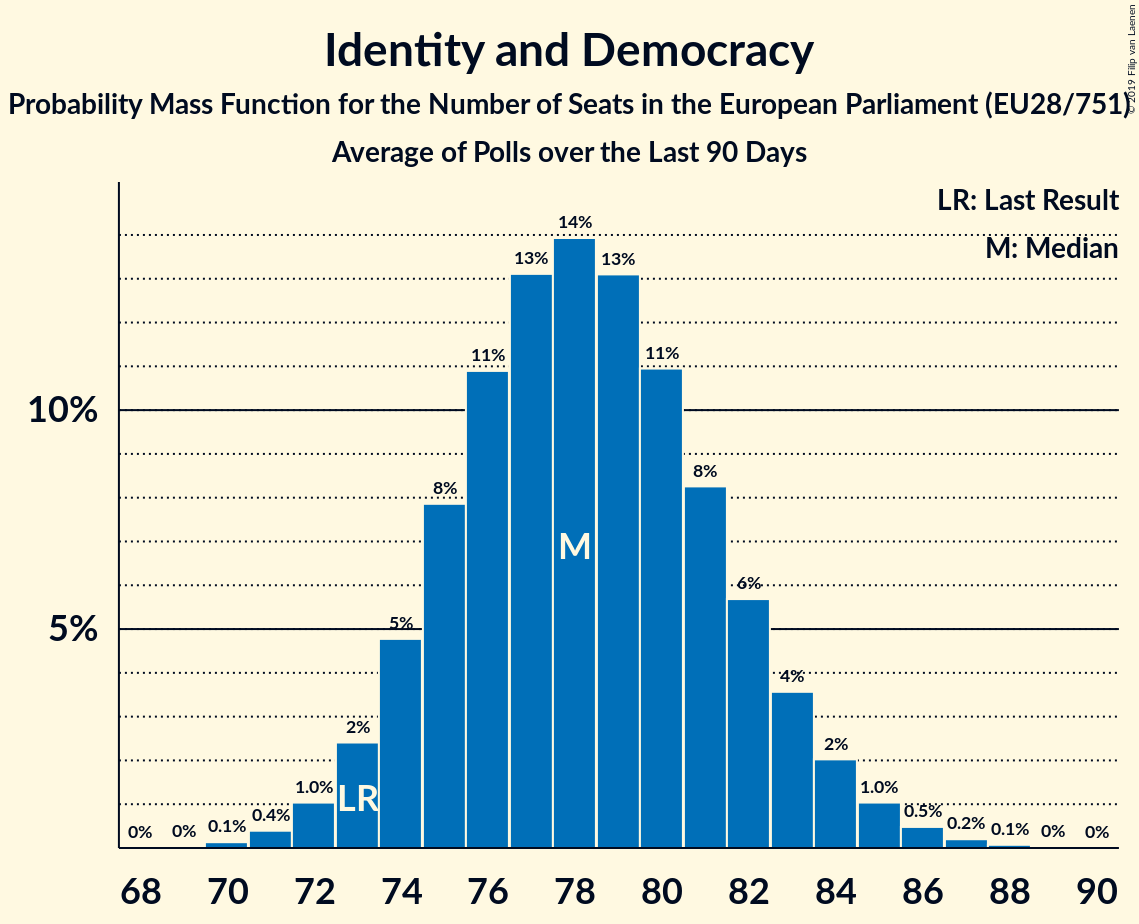 Identity and Democracy
Probability Mass Function for the Number of Seats in the European Parliament (EU28/751)
Average of Polls over the Last 90 Days
© 2019 Filip van Laenen
LR: Last Result
M: Median
10%
5%
0%
0%
0.1%
0.4%
1.0%
2%
5%
8%
11%
13%
14%
13%
11%
8%
6%
4%
2%
1.0%
0.5%
0.2%
0.1%
0%
0%
LR
M
68 70 72 74 76 78 80 82 84 86 88 90